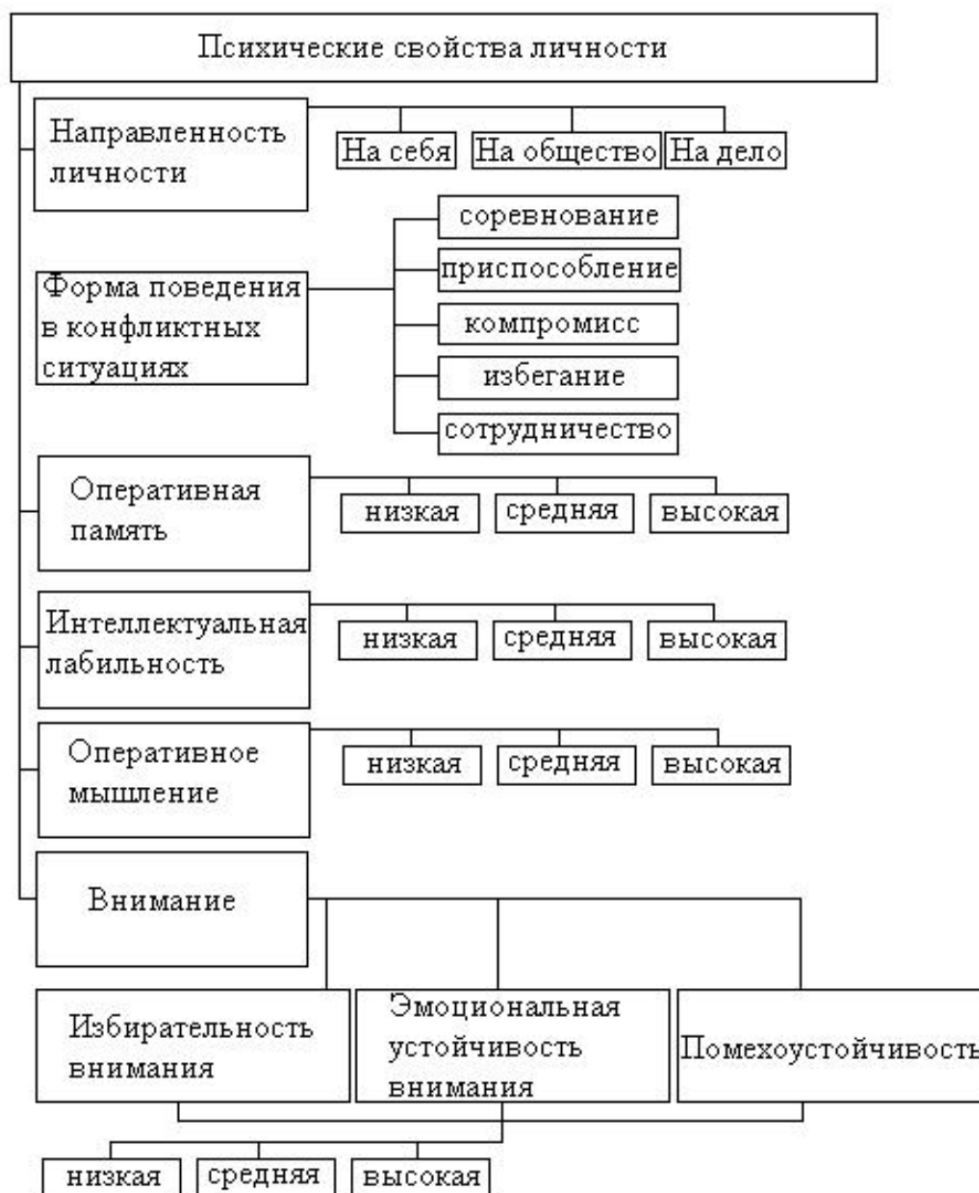 Психические свойства личности
Направленность
личности
На себя На общество На дело
соревнование
приспособление
Форма поведения
в конфликтных
ситуациях
компромисс
избегание
сотрудничество
Оперативная
память
низкая средняя высокая
Интеллектуальная
лабильность
низкая средняя высокая
Оперативное
мышление
низкая средняя высокая
Внимание
Избирательность
внимания
Эмоциональная
устойчивость
внимания
Помехоустойчивость
низкая средняя высокая